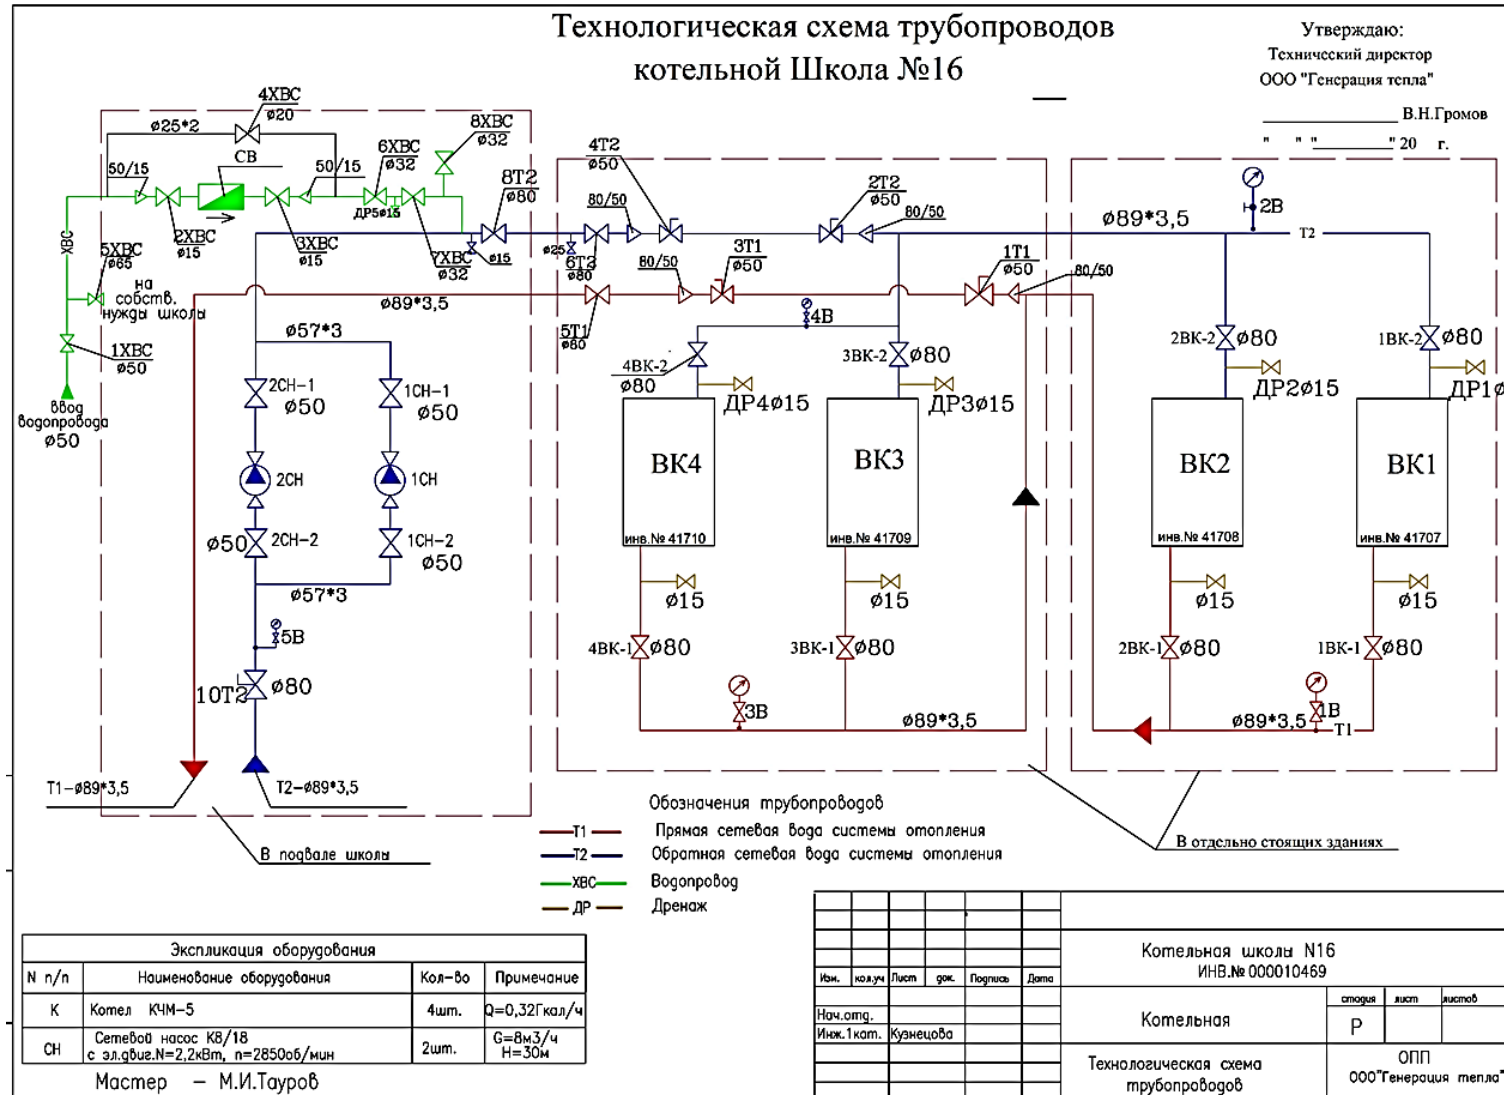 Технологическая схема трубопроводов
котельной Школа №16
Утверждаю:
Технический директор
ООО "Генерация тепла"
В.Н.Громов
" " " " 20 г.
4ХВС
ø20
ø25*2
8ХВС
ø32
6ХВС
ø32
СВ
50/15
50/15
ДР5ø15
2ХВС
ø15
3ХВС
ø15
7ХВС
ø32
ХВС
5ХВС
ø65
на
собств.
нужды школы
1ХВС
ø50
ввод
водопровода
ø50
8Т2
ø80
ø15
ø25
6Т2
ø80
80/50
4Т2
ø50
2Т2
ø50
80/50
ø89*3,5
2В
Т2
3Т1
ø50
80/50
1Т1
ø50
80/50
ø89*3,5
5Т1
ø80
4В
ø57*3
2СН-1
ø50
1СН-1
ø50
2СН
1СН
ø50
2СН-2
1СН-2
ø50
ø57*3
5В
10Т2
ø80
Т1-ø89*3,5
Т2-ø89*3,5
В подвале школы
4ВК-2
ø80
3ВК-2
ø80
2ВК-2
ø80
1ВК-2
ø80
ДР4ø15
ДР3ø15
ДР2ø15
ДР1ø
ВК4
ВК3
ВК2
ВК1
инв.№ 41710
инв.№ 41709
инв.№ 41708
инв.№ 41707
ø15
ø15
ø15
ø15
4ВК-1
ø80
3ВК-1
ø80
2ВК-1
ø80
1ВК-1
ø80
3В
ø89*3,5
ø89*3,5
1В
Т1
В отдельно стоящих зданиях
Обозначения трубопроводов
Т1 Прямая сетевая вода системы отопления
Т2 Обратная сетевая вода системы отопления
ХВС Водопровод
ДР Дренаж
Экспликация оборудования
N п/п Наименование оборудования Кол-во Примечание
К Котел КЧМ-5 4шт. Q=0,32Гкал/ч
СН Сетевой насос К8/18 2шт. G=8м3/ч
с эл.двиг.N=2,2кВт, n=2850об/мин H=30м
Мастер – М.И.Тауров
Изм. кол.уч Лист док. Подпись Дата
Нач.отд.
Инж.1кат. Кузнецова
Котельная школы N16
ИНВ.№ 000010469
Котельная
стадия лист листов
Р
Технологическая схема
трубопроводов
ОПП
ООО"Генерация тепла"